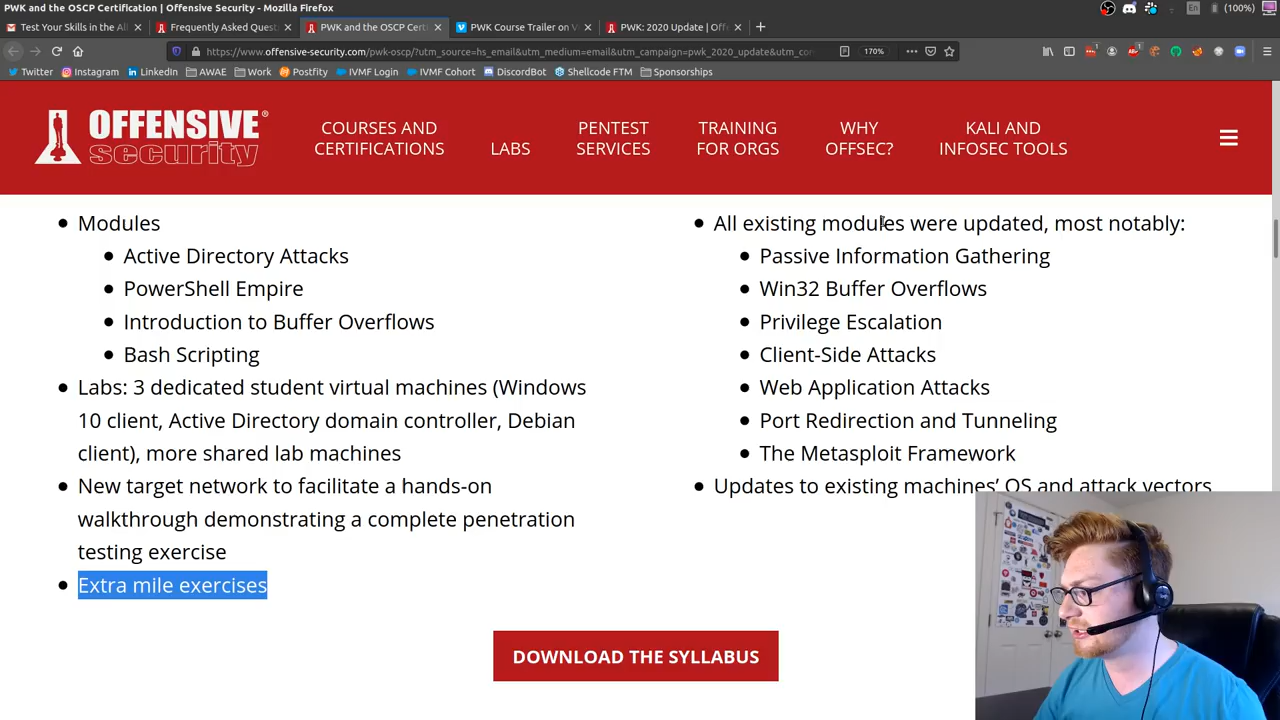 PWK and the OSCP Certification | Offensive Security - Mozilla Firefox
En
(100%)
Test Your Skills in the Al
Frequently Asked Quest
PWK and the OSCP Certi
PWK Course Trailer on V
PWK: 2020 Update | Offe
https://www.offensive-security.com/pwk-oscp/?utm_source=hs_email&utm_medium=email&utm_campaign=pwk_2020_update&utm_co
170%
Twitter
Instagram
LinkedIn
AWAE
Work
Postfity
IVMF Login
IVMF Cohort
DiscordBot
Shellcode FTM
Sponsorships
OFFENSIVE
security
COURSES AND
CERTIFICATIONS
LABS
PENTEST
SERVICES
TRAINING
FOR ORGS
WHY
OFFSEC?
KALI AND
INFOSEC TOOLS
Modules
Active Directory Attacks
PowerShell Empire
Introduction to Buffer Overflows
Bash Scripting
Labs: 3 dedicated student virtual machines (Windows
10 client, Active Directory domain controller, Debian
client), more shared lab machines
New target network to facilitate a hands-on
walkthrough demonstrating a complete penetration
testing exercise
Extra mile exercises
All existing modules were updated, most notably:
Passive Information Gathering
Win32 Buffer Overflows
Privilege Escalation
Client-Side Attacks
Web Application Attacks
Port Redirection and Tunneling
The Metasploit Framework
Updates to existing machines' OS and attack vectors
DOWNLOAD THE SYLLABUS